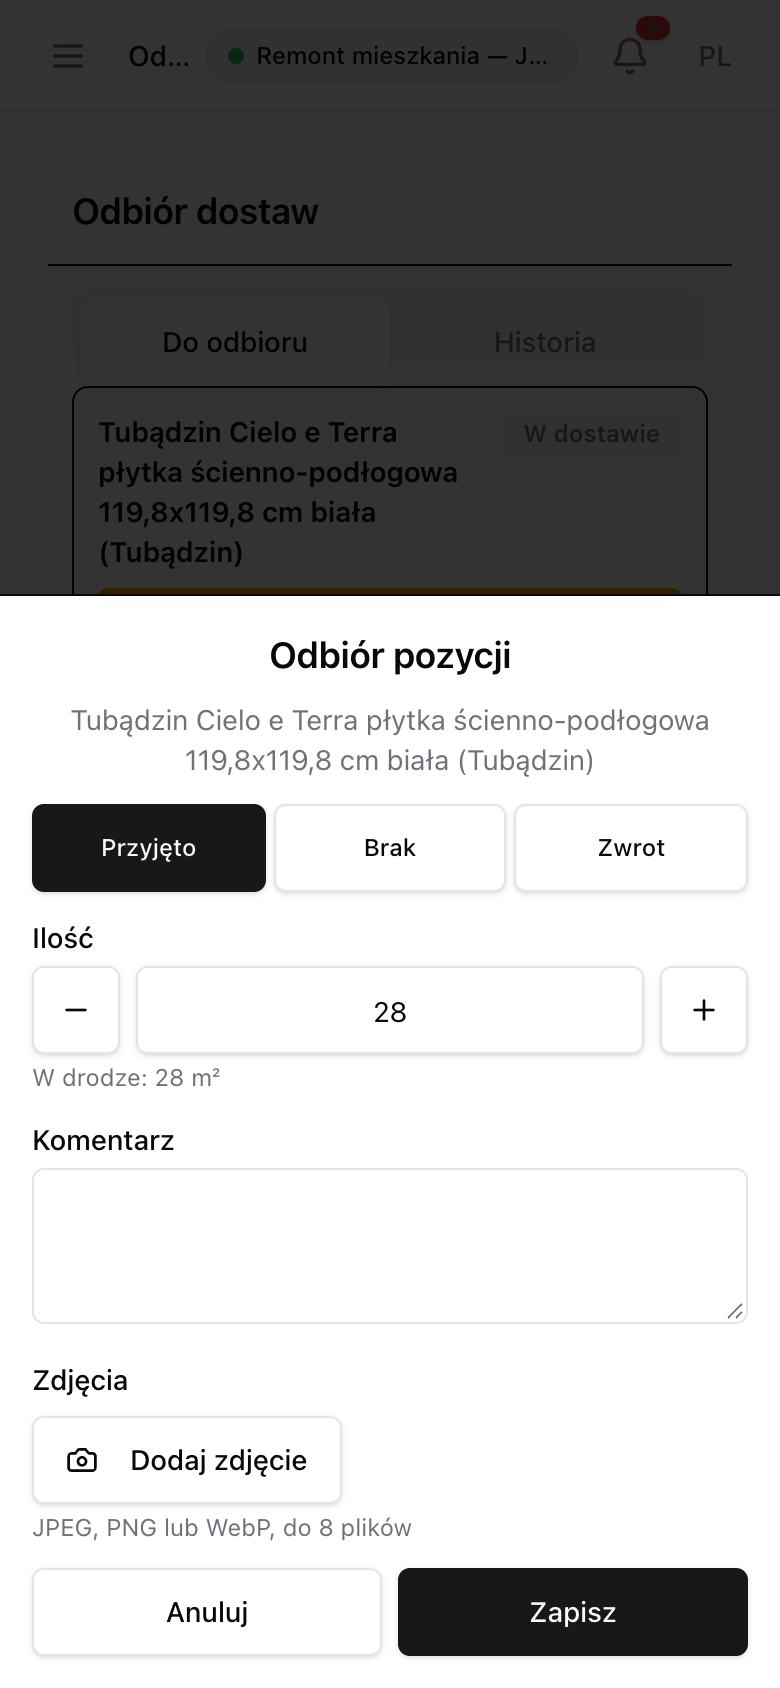 Od...
Remont mieszkania — J...
PL
Odbiór dostaw
Do odbioru
Historia
Tubądzin Cielo e Terra
płytka ścienno-podłogowa
119,8x119,8 cm biała
(Tubądzin)
W dostawie
Odbiór pozycji
Tubądzin Cielo e Terra płytka ścienno-podłogowa
119,8x119,8 cm biała (Tubądzin)
Przyjęto
Brak
Zwrot
Ilość
28
W drodze: 28 m²
Komentarz
Zdjęcia
Dodaj zdjęcie
JPEG, PNG lub WebP, do 8 plików
Anuluj
Zapisz